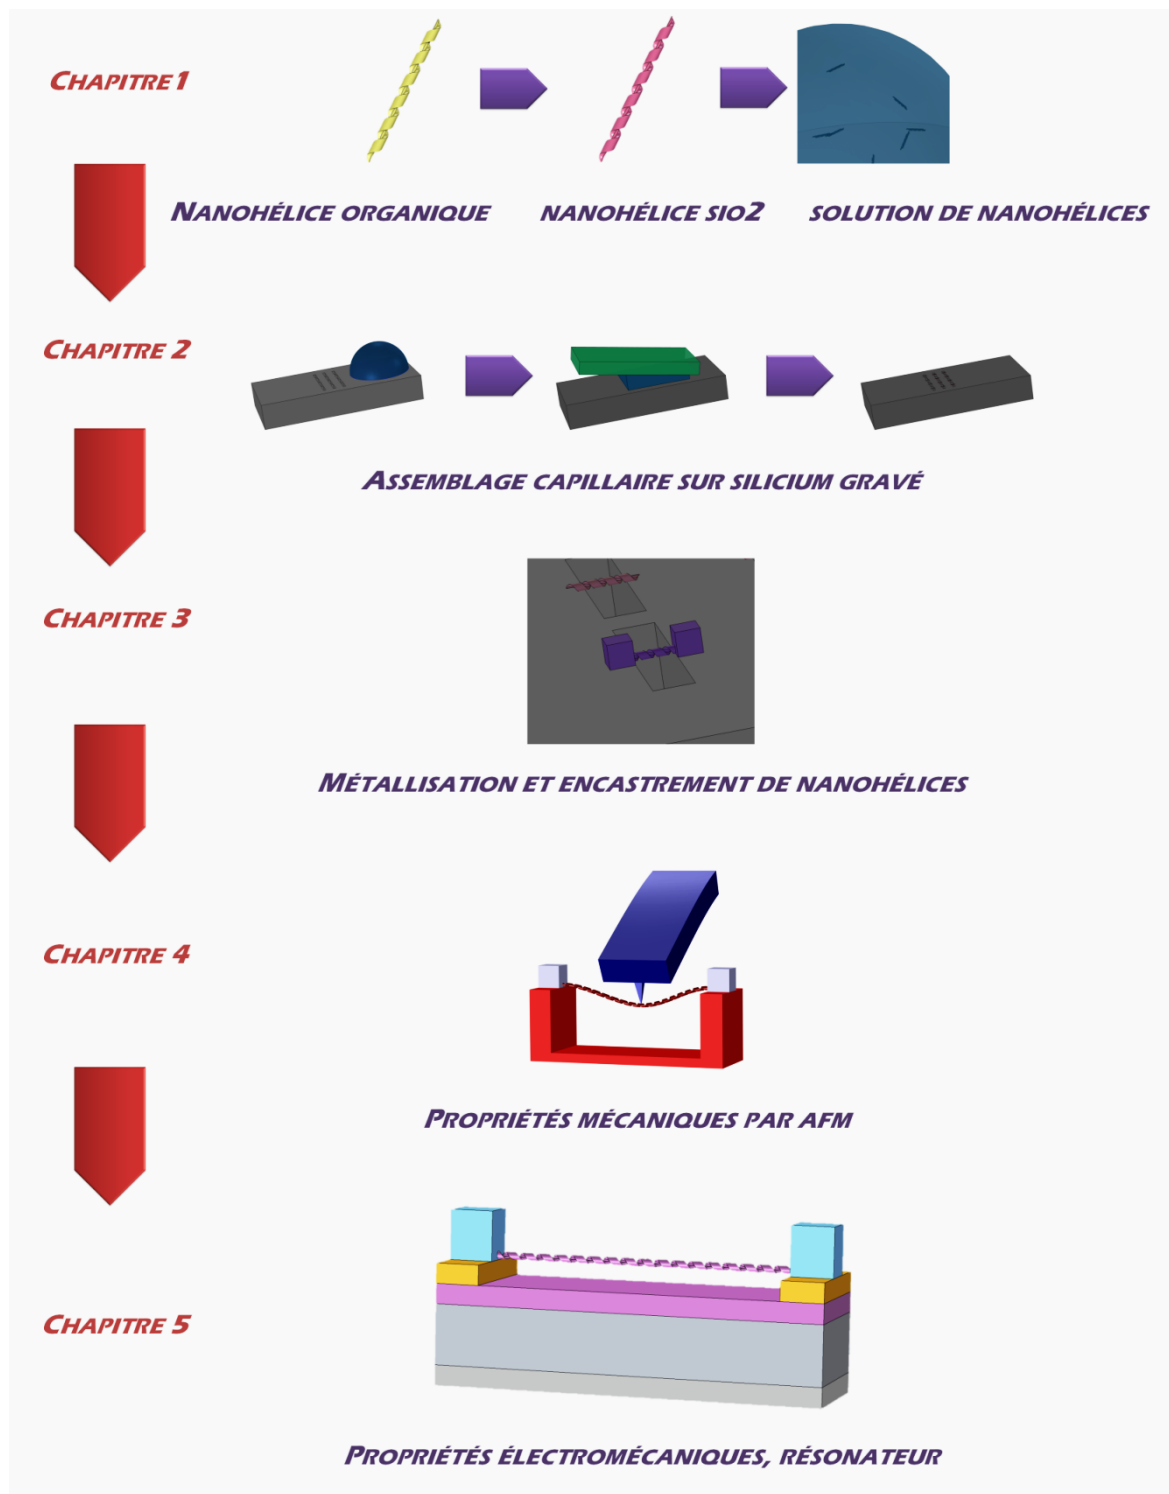 Chapitre 1
Nanohélice organique
nanohélice sio2
solution de nanohélices
Chapitre 2
Assemblage capillaire sur silicium gravé
Chapitre 3
Métallisation et encastrement de nanohélices
Chapitre 4
Propriétés mécaniques par afm
Chapitre 5
Propriétés électromécaniques, résonateur